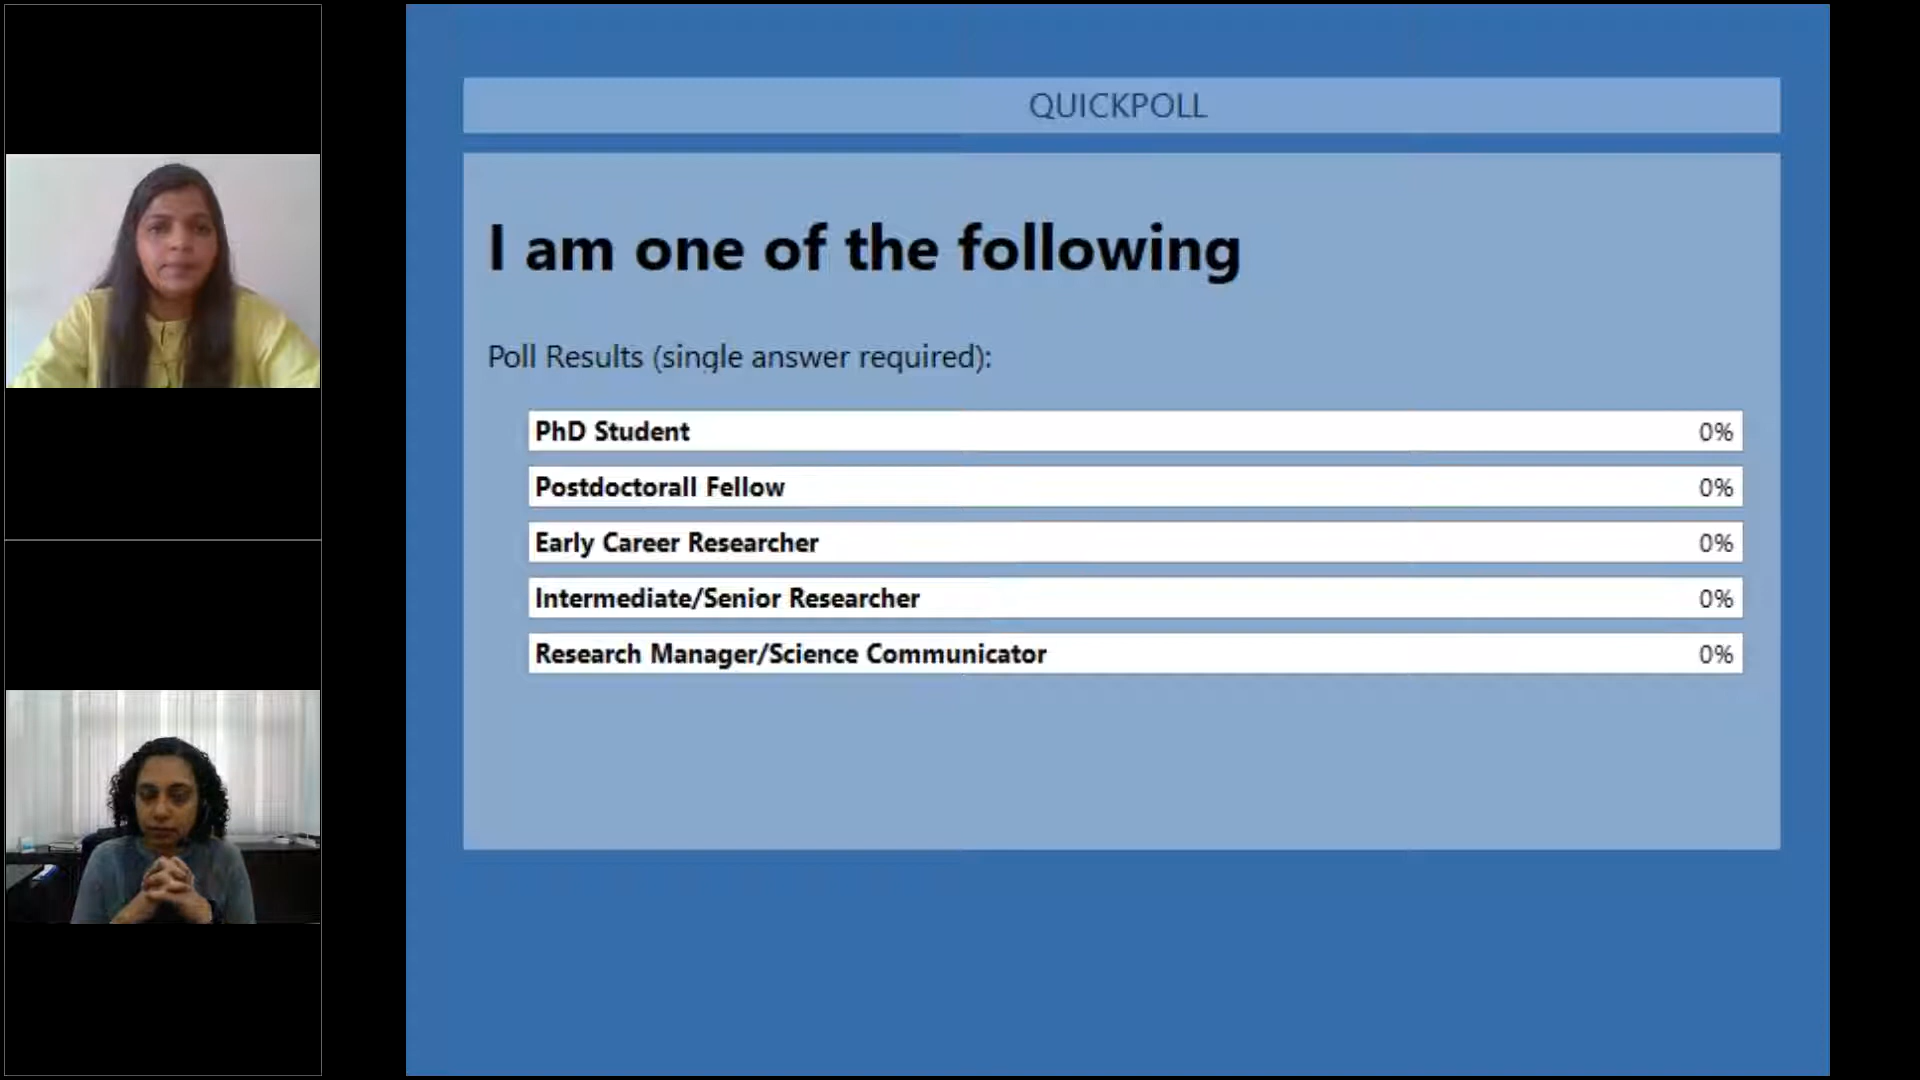 QUICKPOLL
I am one of the following
Poll Results (single answer required):
PhD Student 0%
Postdoctorall Fellow 0%
Early Career Researcher 0%
Intermediate/Senior Researcher 0%
Research Manager/Science Communicator 0%